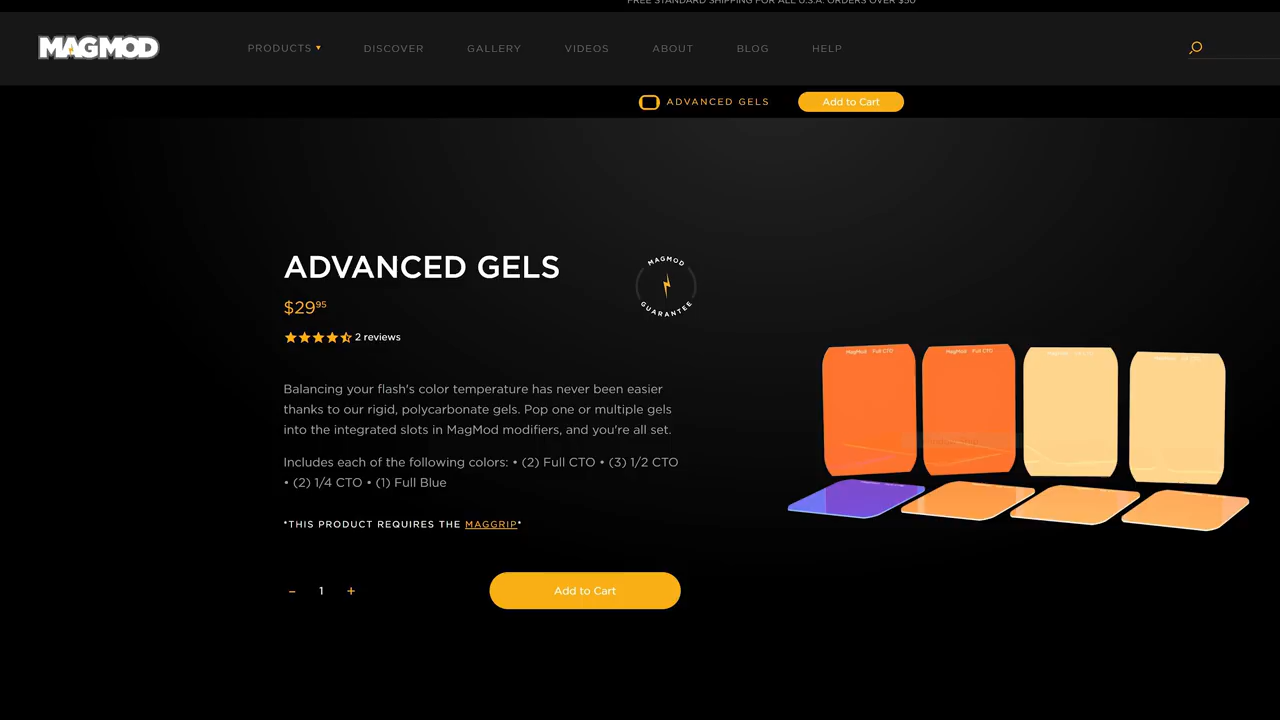 FREE STANDARD SHIPPING FOR ALL U.S.A. ORDERS OVER $50
MAGMOD
PRODUCTS ▾ DISCOVER GALLERY VIDEOS ABOUT BLOG HELP
ADVANCED GELS Add to Cart
ADVANCED GELS
MAGMOD
GUARANTEE
$29⁹⁵
2 reviews
Balancing your flash's color temperature has never been easier
thanks to our rigid, polycarbonate gels. Pop one or multiple gels
into the integrated slots in MagMod modifiers, and you're all set.
MagMod Full CTO
MagMod Full CTO
Includes each of the following colors: • (2) Full CTO • (3) 1/2 CTO
• (2) 1/4 CTO • (1) Full Blue
*THIS PRODUCT REQUIRES THE MAGGRIP*
– 1 + Add to Cart